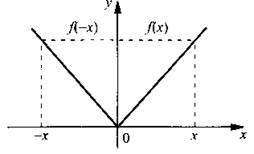 y
f(-x) f(x)
-x 0 x x